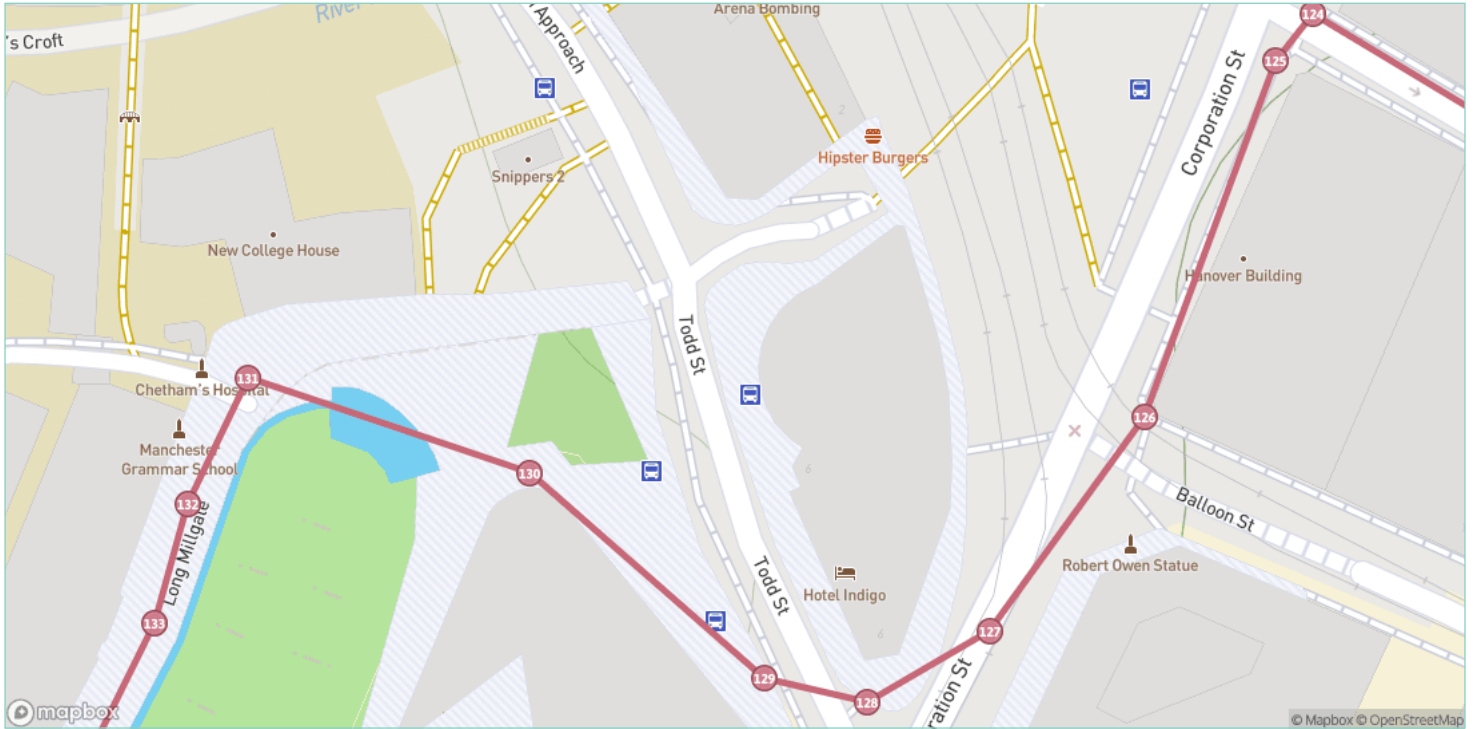 River
's Croft
Approach
Arena Bombing
124
125
Corporation St
Hipster Burgers
Snippers 2
New College House
Hanover Building
Todd St
Chetham's Hospital
131
Manchester
Grammar School
126
130
132
Long Millgate
Balloon St
Robert Owen Statue
Todd St
Hotel Indigo
2
6
6
133
127
129
128
ration St
mapbox
© Mapbox © OpenStreetMap